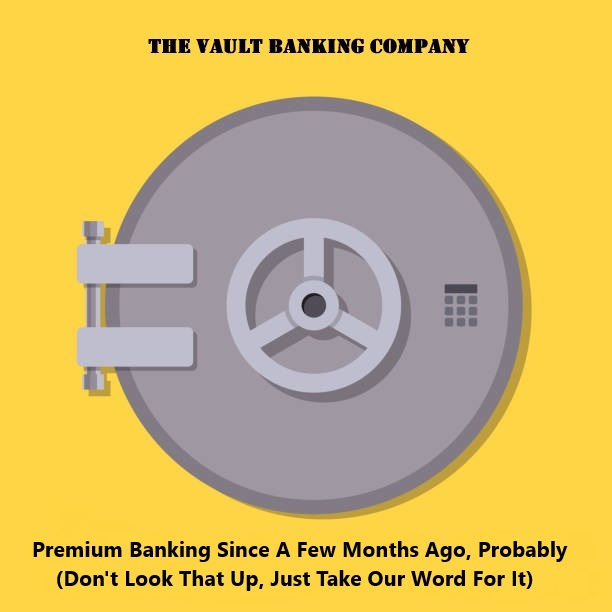 THE VAULT BANKING COMPANY
Premium Banking Since A Few Months Ago, Probably
(Don't Look That Up, Just Take Our Word For It)